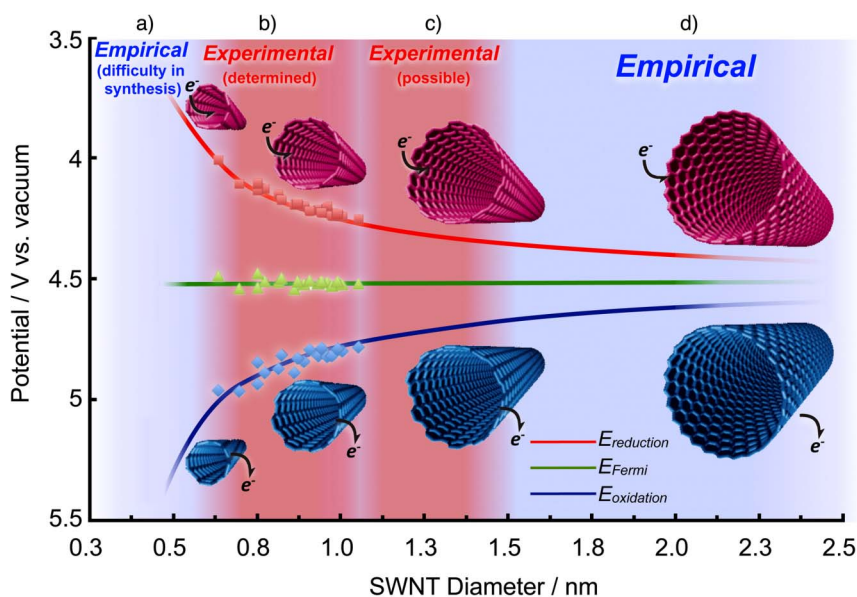 a)
b)
c)
d)
Empirical
(difficulty in
synthesis)
Experimental
(determined)
Experimental
(possible)
Empirical
3.5
4
4.5
5
5.5
Potential / V vs. vacuum
e-
e-
e-
e-
e-
e-
e-
e-
Ereduction
EFermi
Eoxidation
0.3
0.5
0.8
1.0
1.3
1.5
1.8
2.0
2.3
2.5
SWNT Diameter / nm